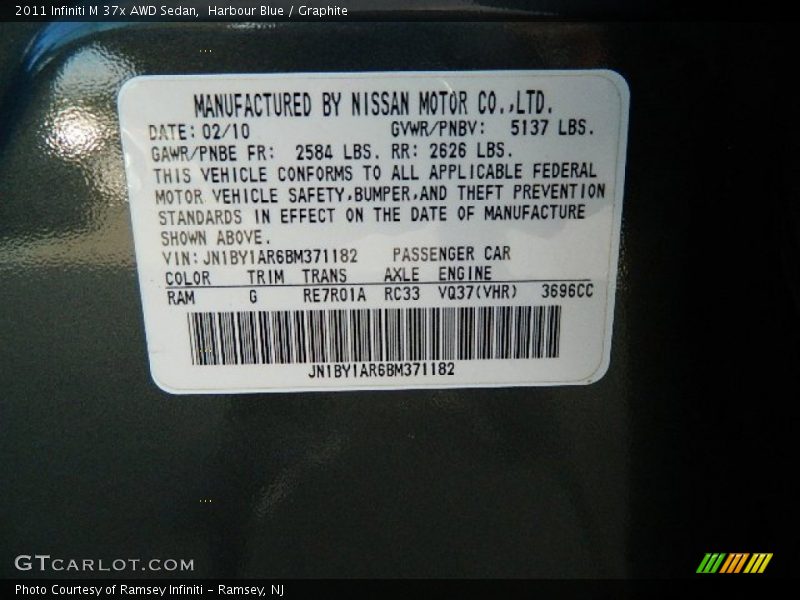 2011 Infiniti M 37x AWD Sedan,  Harbour Blue / Graphite
MANUFACTURED BY NISSAN MOTOR CO.,LTD.
DATE: 02/10 GVWR/PNBV: 5137 LBS.
GAWR/PNBE FR: 2584 LBS. RR: 2626 LBS.
THIS VEHICLE CONFORMS TO ALL APPLICABLE FEDERAL
MOTOR VEHICLE SAFETY,BUMPER,AND THEFT PREVENTION
STANDARDS IN EFFECT ON THE DATE OF MANUFACTURE
SHOWN ABOVE.
VIN: JN1BY1AR6BM371182 PASSENGER CAR
COLOR TRIM TRANS AXLE ENGINE
RAM G RE7R01A RC33 VQ37(VHR) 3696CC
JN1BY1AR6BM371182
GTCARLOT.COM
Photo Courtesy of Ramsey Infiniti - Ramsey, NJ